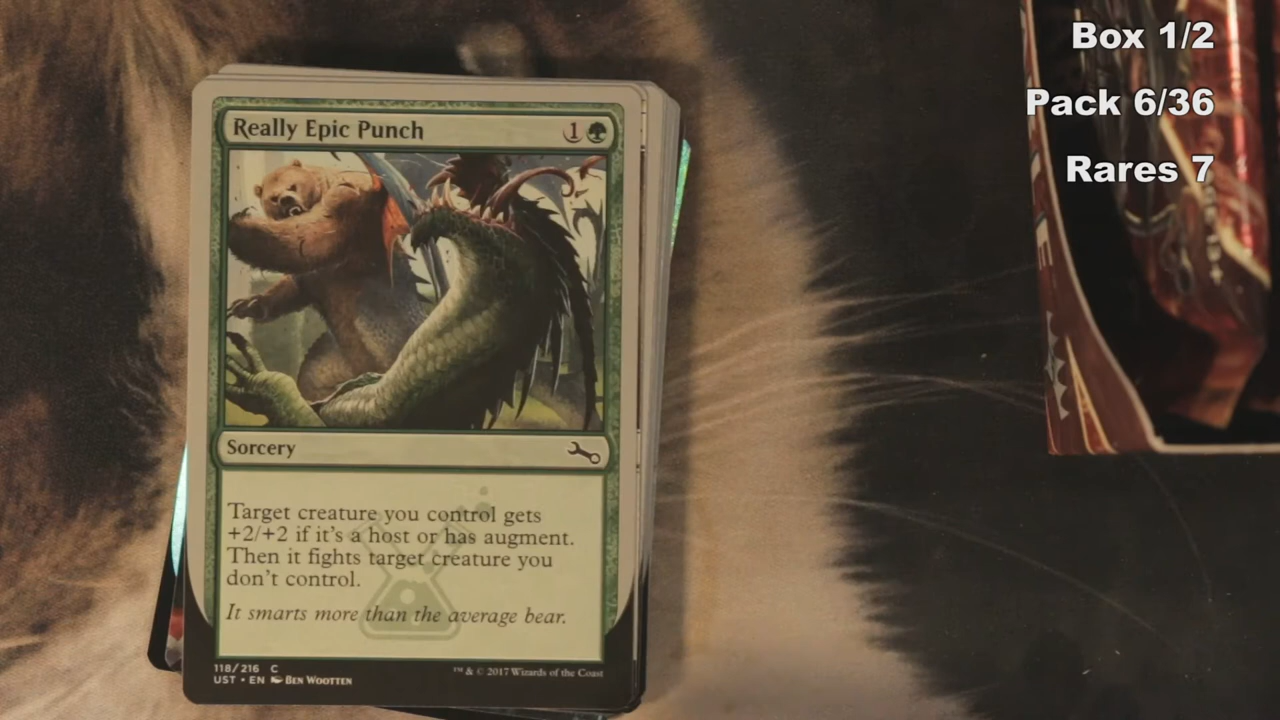 Box 1/2
Pack 6/36
Rares 7
Really Epic Punch 1
Sorcery
Target creature you control gets
+2/+2 if it's a host or has augment.
Then it fights target creature you
don't control.
It smarts more than the average bear.
118/216 C
UST • EN BEN WOOTTEN
™ & © 2017 Wizards of the Coast